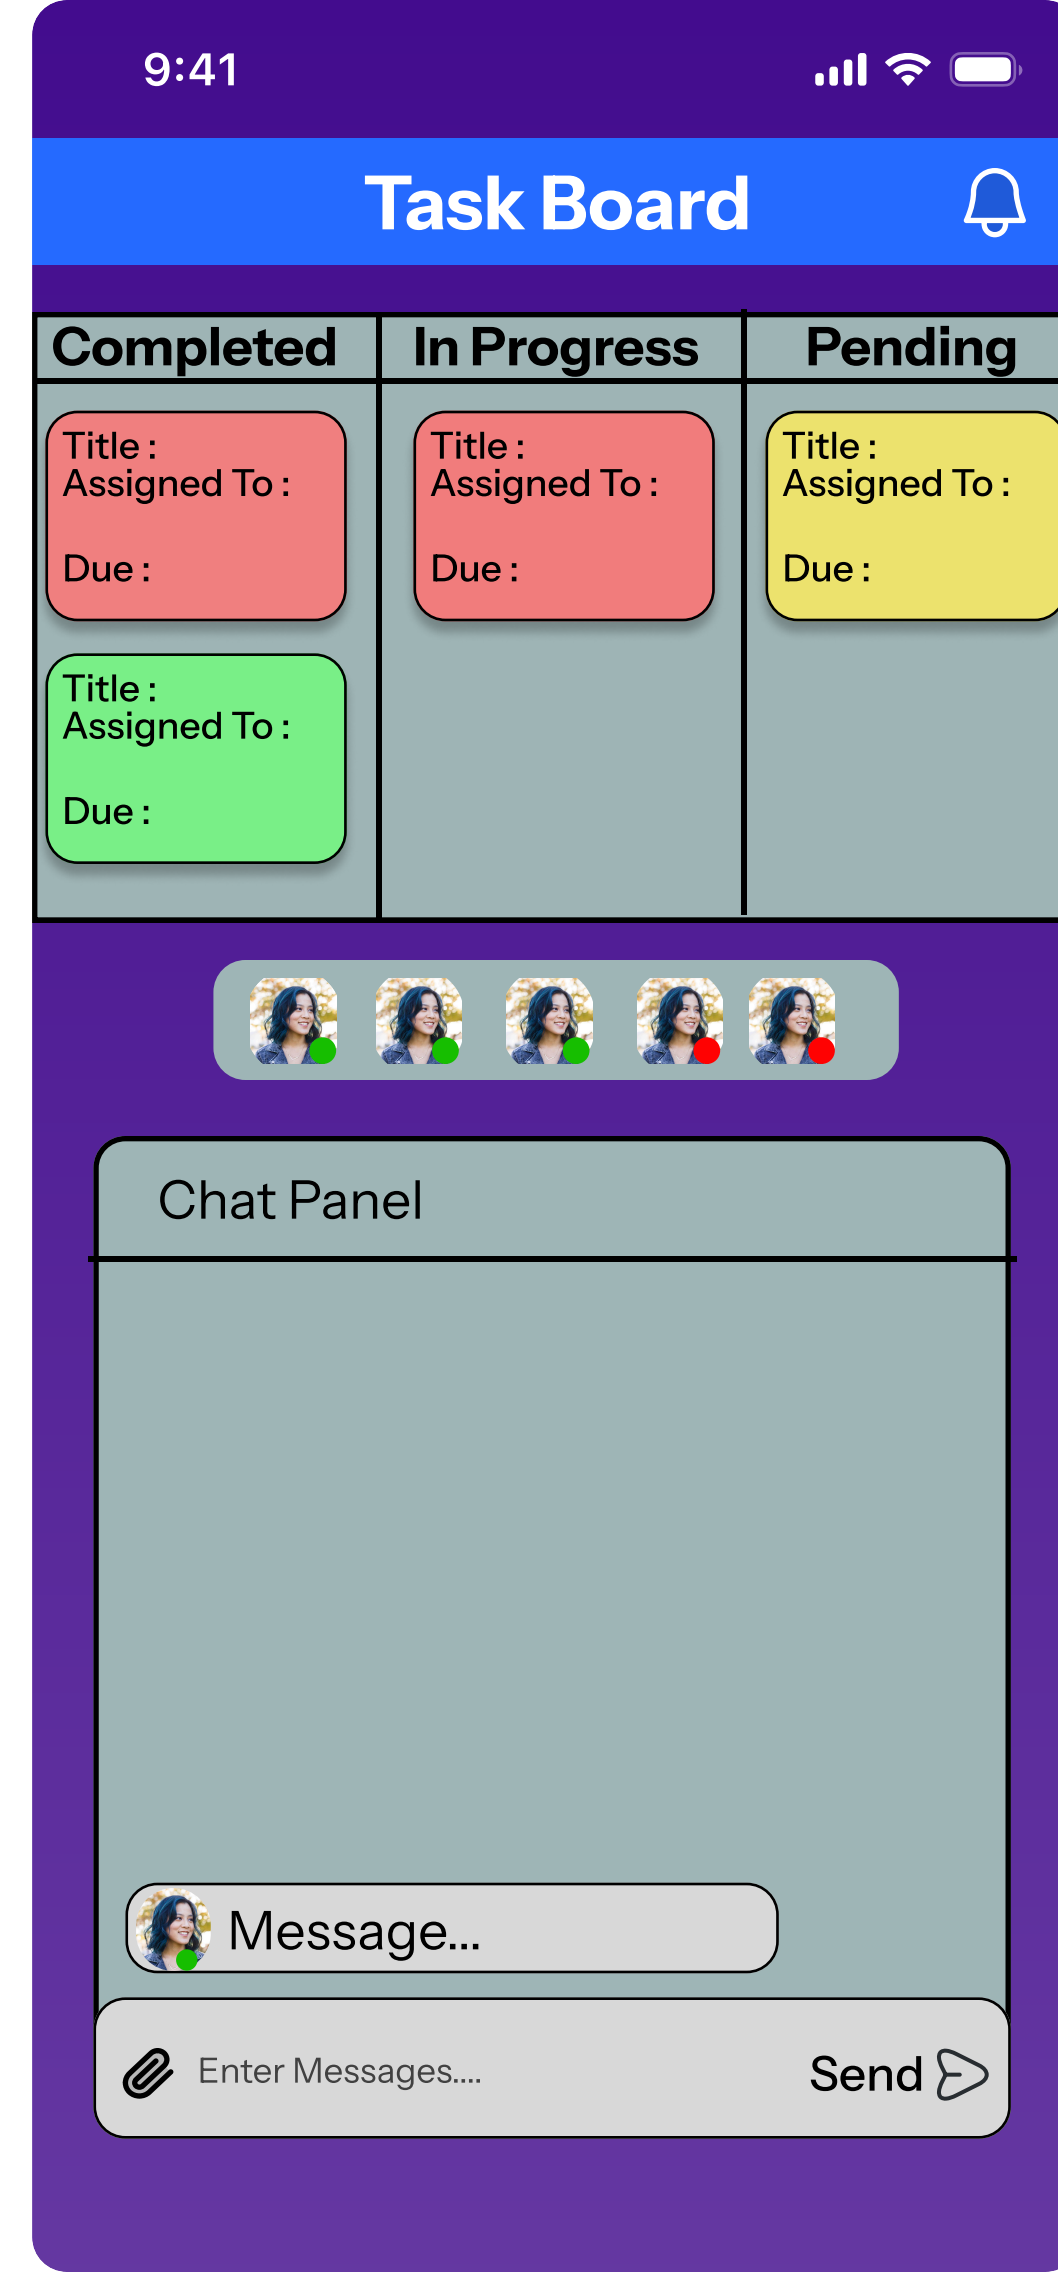 9:41
Task Board
Completed
In Progress
Pending
Title :
Assigned To :
Due :
Title :
Assigned To :
Due :
Title :
Assigned To :
Due :
Title :
Assigned To :
Due :
Chat Panel
Message...
Enter Messages....
Send